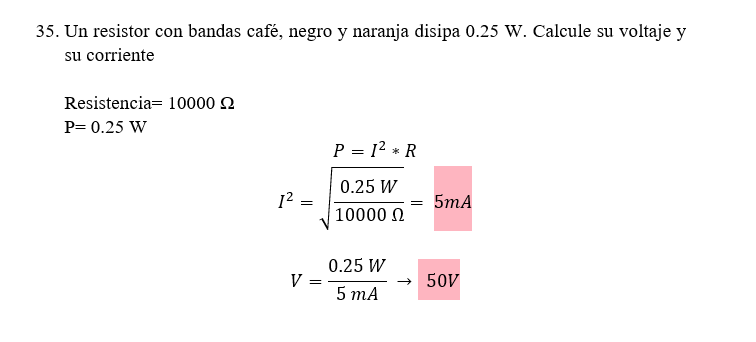 35. Un resistor con bandas café, negro y naranja disipa 0.25 W. Calcule su voltaje y
su corriente
Resistencia= 10000 Ω
P= 0.25 W
P = I² * R
I² = √(0.25 W / 10000 Ω) = 5mA
V = 0.25 W / 5 mA → 50V